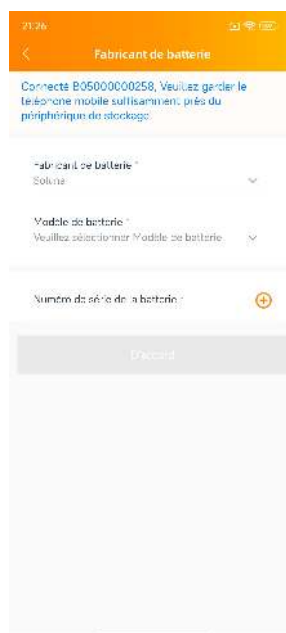 21:26
Fabricant de batterie
Connecté B05000000258, Veuillez garder le
téléphone mobile suffisamment près du
périphérique de stockage.
Fabricant de batterie *
Soluna
Modèle de batterie *
Veuillez sélectionner Modèle de batterie
Numéro de série de la batterie *
D'accord